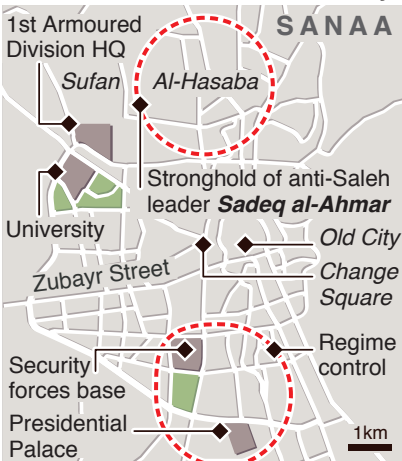 SANAA
1st Armoured
Division HQ
Sufan
Al-Hasaba
Stronghold of anti-Saleh
leader Sadeq al-Ahmar
University
Old City
Change
Square
Zubayr Street
Regime
control
Security
forces base
Presidential
Palace
1km